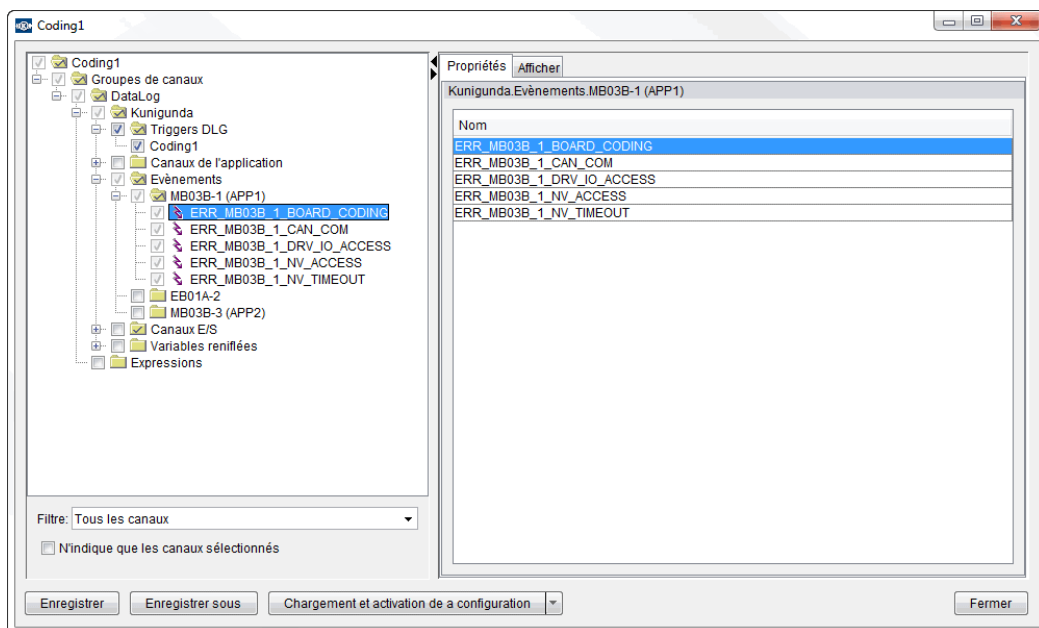 Coding1
Coding1
Groupes de canaux
DataLog
Kunigunda
Triggers DLG
Coding1
Canaux de l'application
Evènements
MB03B-1 (APP1)
ERR_MB03B_1_BOARD_CODING
ERR_MB03B_1_CAN_COM
ERR_MB03B_1_DRV_IO_ACCESS
ERR_MB03B_1_NV_ACCESS
ERR_MB03B_1_NV_TIMEOUT
EB01A-2
MB03B-3 (APP2)
Canaux E/S
Variables reniflées
Expressions
Filtre: Tous les canaux
N'indique que les canaux sélectionnés
Propriétés Afficher
Kunigunda.Evènements.MB03B-1 (APP1)
Nom
ERR_MB03B_1_BOARD_CODING
ERR_MB03B_1_CAN_COM
ERR_MB03B_1_DRV_IO_ACCESS
ERR_MB03B_1_NV_ACCESS
ERR_MB03B_1_NV_TIMEOUT
Enregistrer Enregistrer sous Chargement et activation de a configuration Fermer